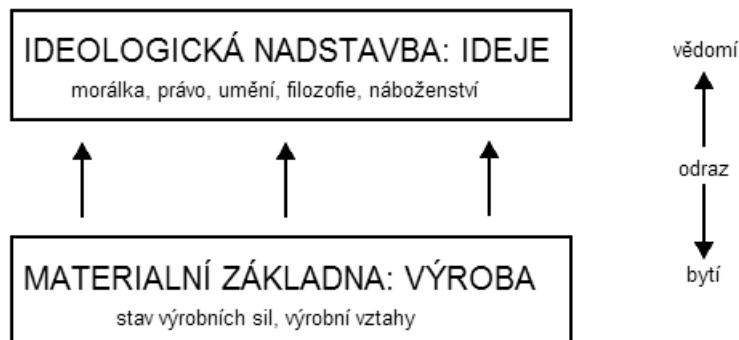 IDEOLOGICKÁ NADSTAVBA: IDEJE
morálka, právo, umění, filozofie, náboženství
vědomí
odraz
MATERIALNÍ ZÁKLADNA: VÝROBA
stav výrobních sil, výrobní vztahy
bytí